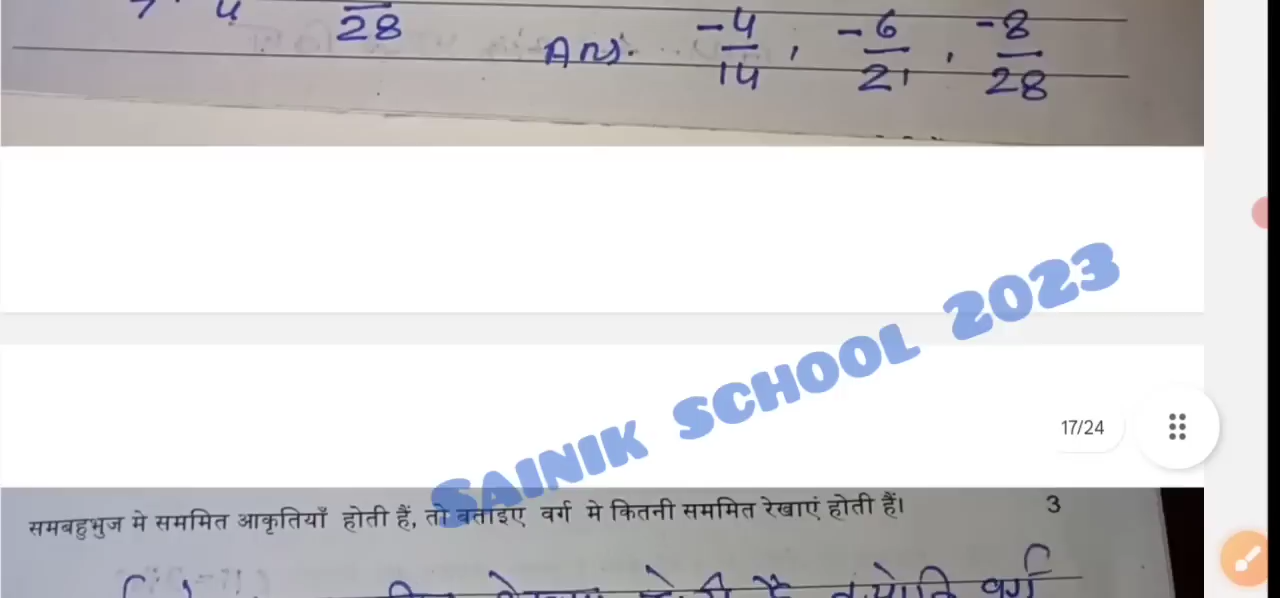 28
Ans. -4/14 , -6/21 , -8/28
SAINIK SCHOOL 2023
17/24
समबहुभुज मे सममित आकृतियाँ होती हैं, तो बताइए वर्ग मे कितनी सममित रेखाएं होती हैं। 3